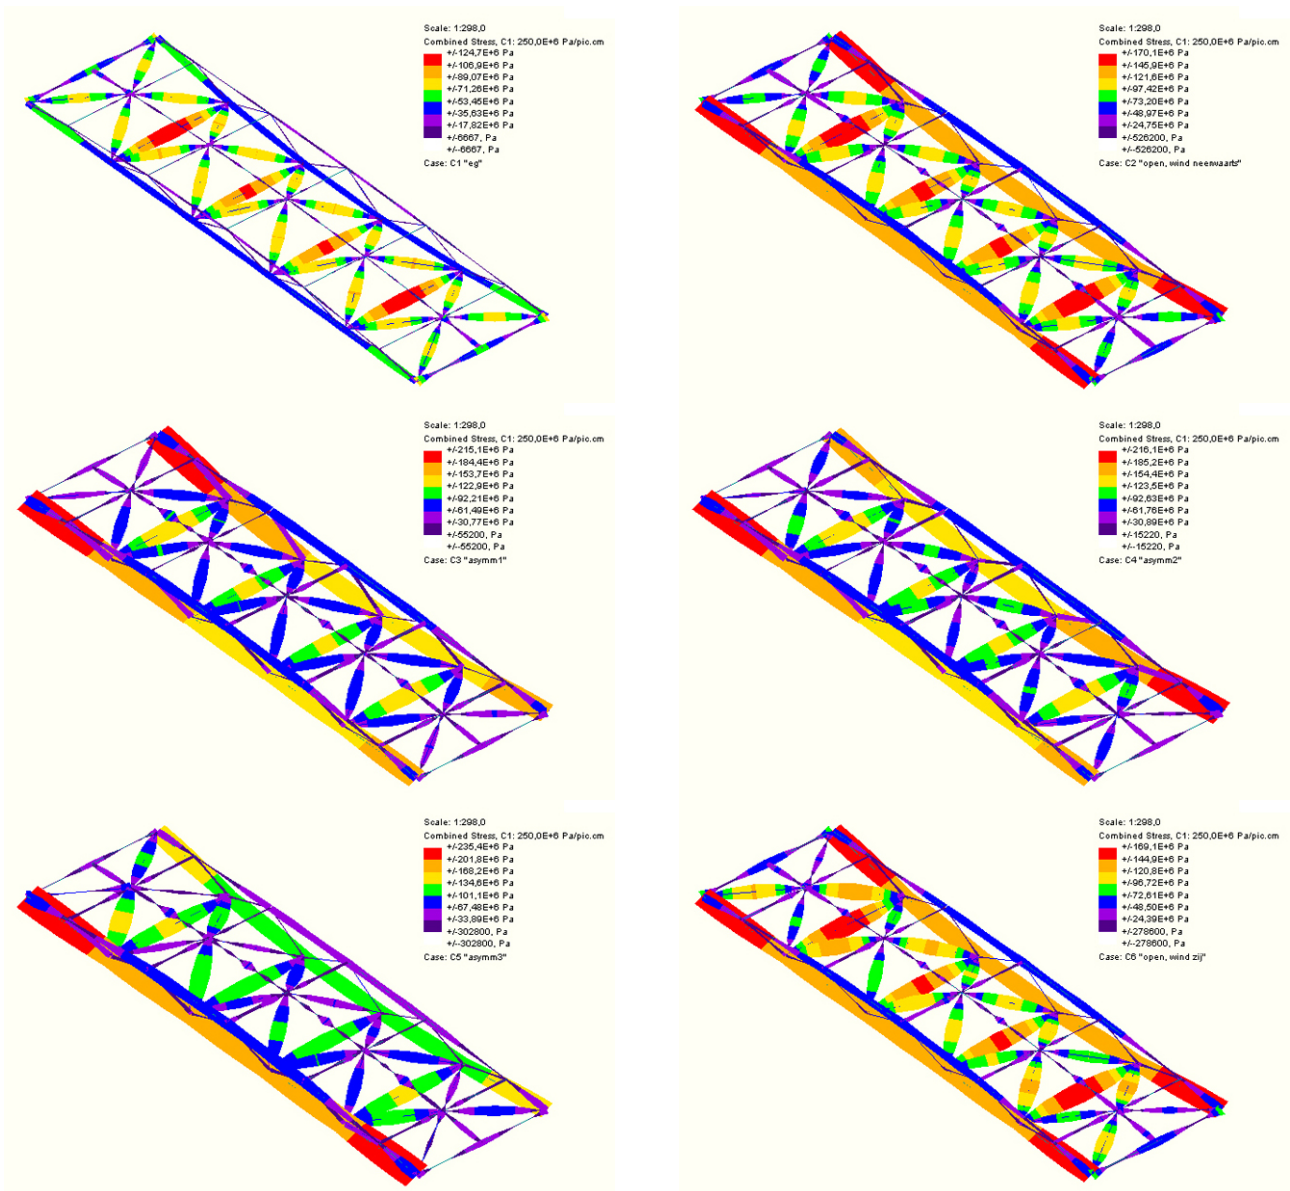 Scale: 1:298,0
Combined Stress, C1: 250,0E+6 Pa/pic.cm
+/-124,7E+6 Pa
+/-106,9E+6 Pa
+/-89,07E+6 Pa
+/-71,26E+6 Pa
+/-53,45E+6 Pa
+/-35,63E+6 Pa
+/-17,82E+6 Pa
+/-6667, Pa
+/--6667, Pa
Case: C1 "eg"
Scale: 1:298,0
Combined Stress, C1: 250,0E+6 Pa/pic.cm
+/-170,1E+6 Pa
+/-145,9E+6 Pa
+/-121,6E+6 Pa
+/-97,42E+6 Pa
+/-73,20E+6 Pa
+/-48,97E+6 Pa
+/-24,75E+6 Pa
+/-526200, Pa
+/--526200, Pa
Case: C2 "open, wind neerwaarts"
Scale: 1:298,0
Combined Stress, C1: 250,0E+6 Pa/pic.cm
+/-215,1E+6 Pa
+/-184,4E+6 Pa
+/-153,7E+6 Pa
+/-122,9E+6 Pa
+/-92,21E+6 Pa
+/-61,49E+6 Pa
+/-30,77E+6 Pa
+/-55200, Pa
+/--55200, Pa
Case: C3 "asymm1"
Scale: 1:298,0
Combined Stress, C1: 250,0E+6 Pa/pic.cm
+/-216,1E+6 Pa
+/-185,2E+6 Pa
+/-154,4E+6 Pa
+/-123,5E+6 Pa
+/-92,63E+6 Pa
+/-61,76E+6 Pa
+/-30,89E+6 Pa
+/-15220, Pa
+/--15220, Pa
Case: C4 "asymm2"
Scale: 1:298,0
Combined Stress, C1: 250,0E+6 Pa/pic.cm
+/-235,4E+6 Pa
+/-201,8E+6 Pa
+/-168,2E+6 Pa
+/-134,6E+6 Pa
+/-101,1E+6 Pa
+/-67,48E+6 Pa
+/-33,89E+6 Pa
+/-302800, Pa
+/--302800, Pa
Case: C5 "asymm3"
Scale: 1:298,0
Combined Stress, C1: 250,0E+6 Pa/pic.cm
+/-169,1E+6 Pa
+/-144,9E+6 Pa
+/-120,8E+6 Pa
+/-96,72E+6 Pa
+/-72,61E+6 Pa
+/-48,50E+6 Pa
+/-24,39E+6 Pa
+/-278600, Pa
+/--278600, Pa
Case: C6 "open, wind zij"